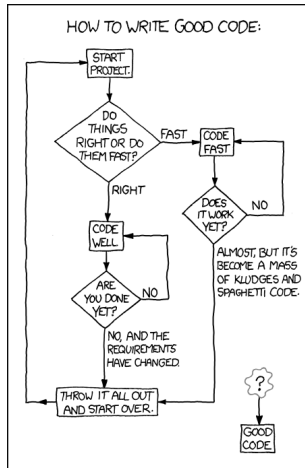 HOW TO WRITE GOOD CODE:
START
PROJECT.
DO
THINGS
RIGHT OR DO
THEM FAST?
FAST
CODE
FAST
RIGHT
DOES
IT WORK
YET?
NO
CODE
WELL
ALMOST, BUT IT'S
BECOME A MASS
OF KLUDGES AND
SPAGHETTI CODE.
ARE
YOU DONE
YET?
NO
NO, AND THE
REQUIREMENTS
HAVE CHANGED.
THROW IT ALL OUT
AND START OVER.
?
GOOD
CODE